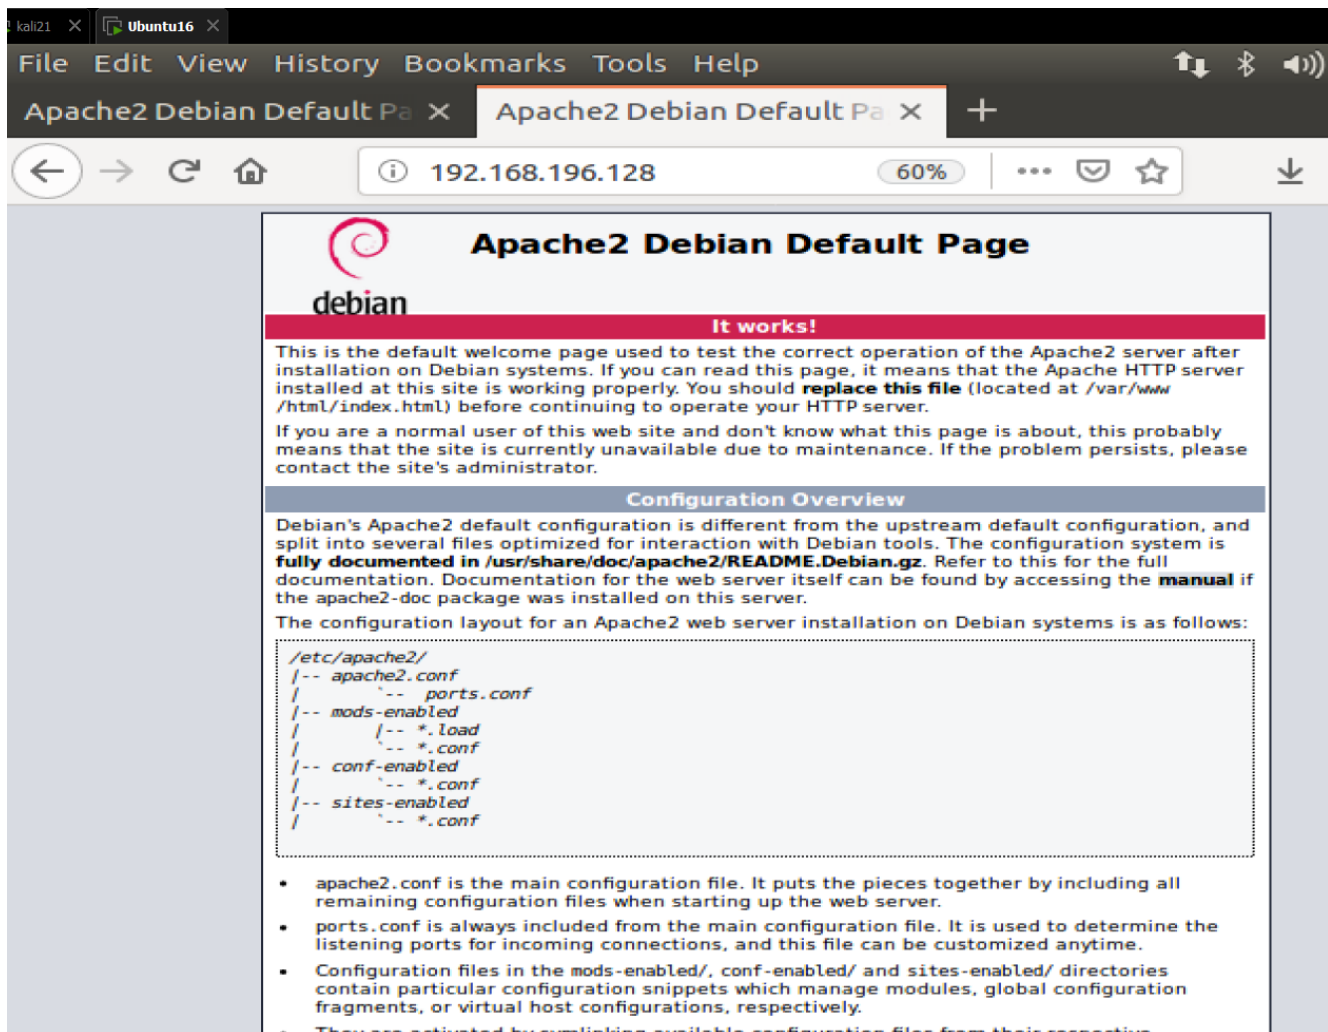 kali21
Ubuntu16
File Edit View History Bookmarks Tools Help
Apache2 Debian Default Pa
Apache2 Debian Default Pa
192.168.196.128
60%
debian
Apache2 Debian Default Page
It works!
This is the default welcome page used to test the correct operation of the Apache2 server after
installation on Debian systems. If you can read this page, it means that the Apache HTTP server
installed at this site is working properly. You should replace this file (located at /var/www
/html/index.html) before continuing to operate your HTTP server.
If you are a normal user of this web site and don't know what this page is about, this probably
means that the site is currently unavailable due to maintenance. If the problem persists, please
contact the site's administrator.
Configuration Overview
Debian's Apache2 default configuration is different from the upstream default configuration, and
split into several files optimized for interaction with Debian tools. The configuration system is
fully documented in /usr/share/doc/apache2/README.Debian.gz. Refer to this for the full
documentation. Documentation for the web server itself can be found by accessing the manual if
the apache2-doc package was installed on this server.
The configuration layout for an Apache2 web server installation on Debian systems is as follows:
/etc/apache2/
|-- apache2.conf
|       `--  ports.conf
|-- mods-enabled
|       |-- *.load
|       `-- *.conf
|-- conf-enabled
|       `-- *.conf
|-- sites-enabled
|       `-- *.conf
• apache2.conf is the main configuration file. It puts the pieces together by including all
remaining configuration files when starting up the web server.
• ports.conf is always included from the main configuration file. It is used to determine the
listening ports for incoming connections, and this file can be customized anytime.
• Configuration files in the mods-enabled/, conf-enabled/ and sites-enabled/ directories
contain particular configuration snippets which manage modules, global configuration
fragments, or virtual host configurations, respectively.
• They are activated by symlinking available configuration files from their respective